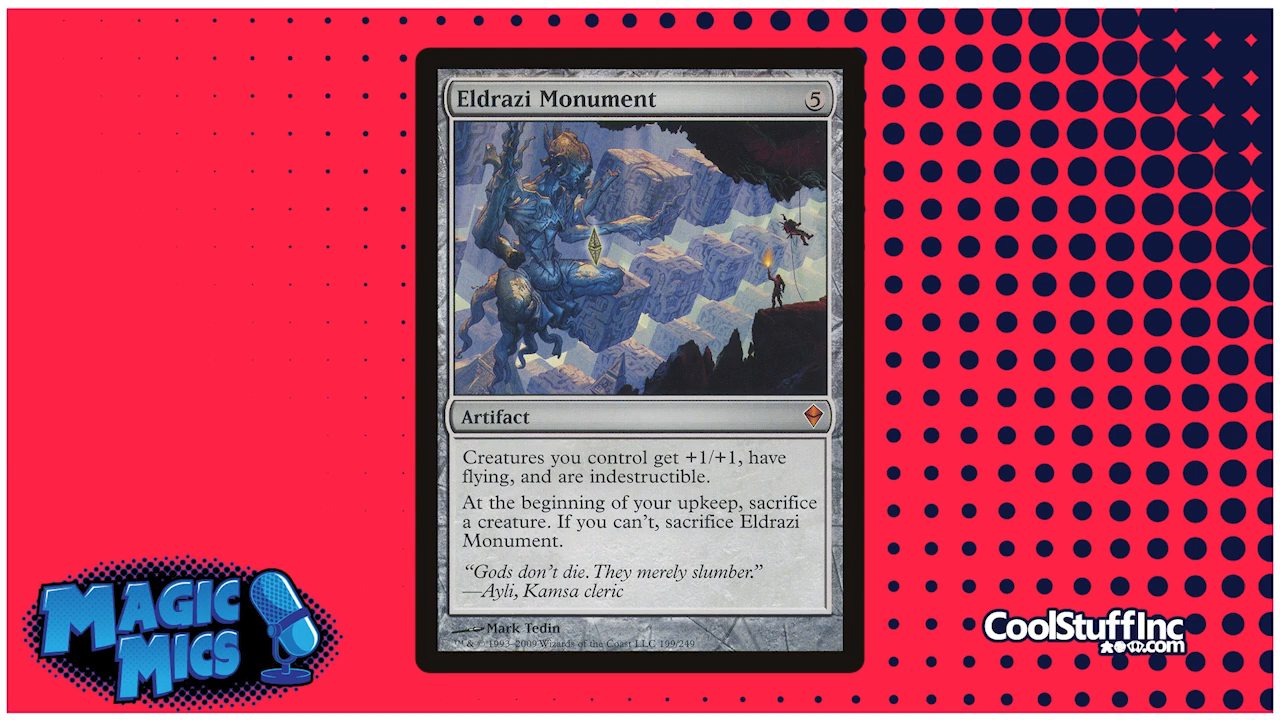 Eldrazi Monument 5
Artifact
Creatures you control get +1/+1, have
flying, and are indestructible.
At the beginning of your upkeep, sacrifice
a creature. If you can't, sacrifice Eldrazi
Monument.
“Gods don't die. They merely slumber.”
—Ayli, Kamsa cleric
Mark Tedin
™ & © 1993–2009 Wizards of the Coast LLC 199/249
MAGIC
MICS
CoolStuffInc
.com